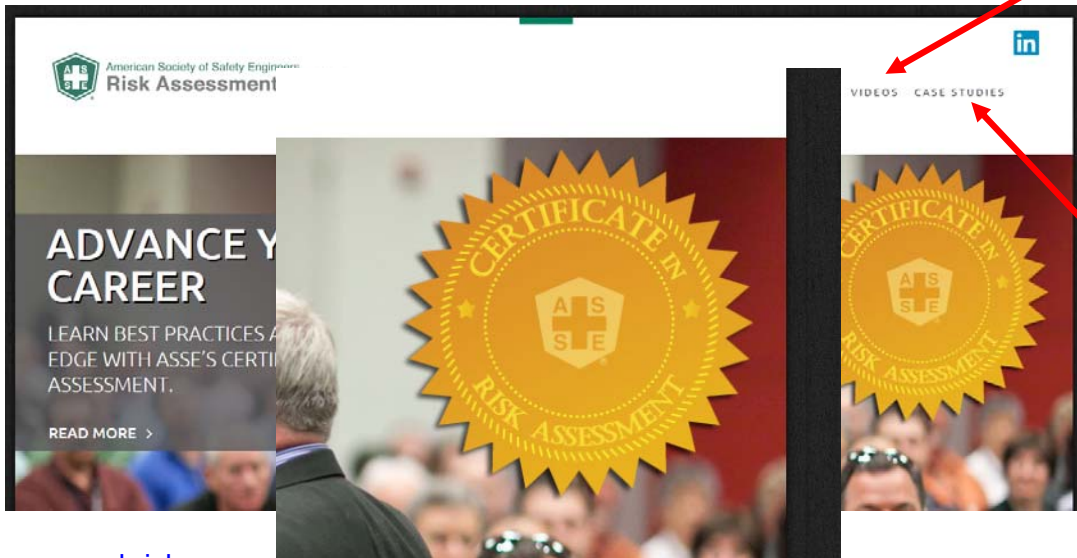 in
A S
S E
American Society of Safety Engineers
Risk Assessment
VIDEOS CASE STUDIES
ADVANCE Y
CAREER
LEARN BEST PRACTICES A
EDGE WITH ASSE'S CERTI
ASSESSMENT.
READ MORE >
CERTIFICATE IN
A S
S E
RISK ASSESSMENT
CERTIFICATE IN
A S
S E
RISK ASSESSMENT